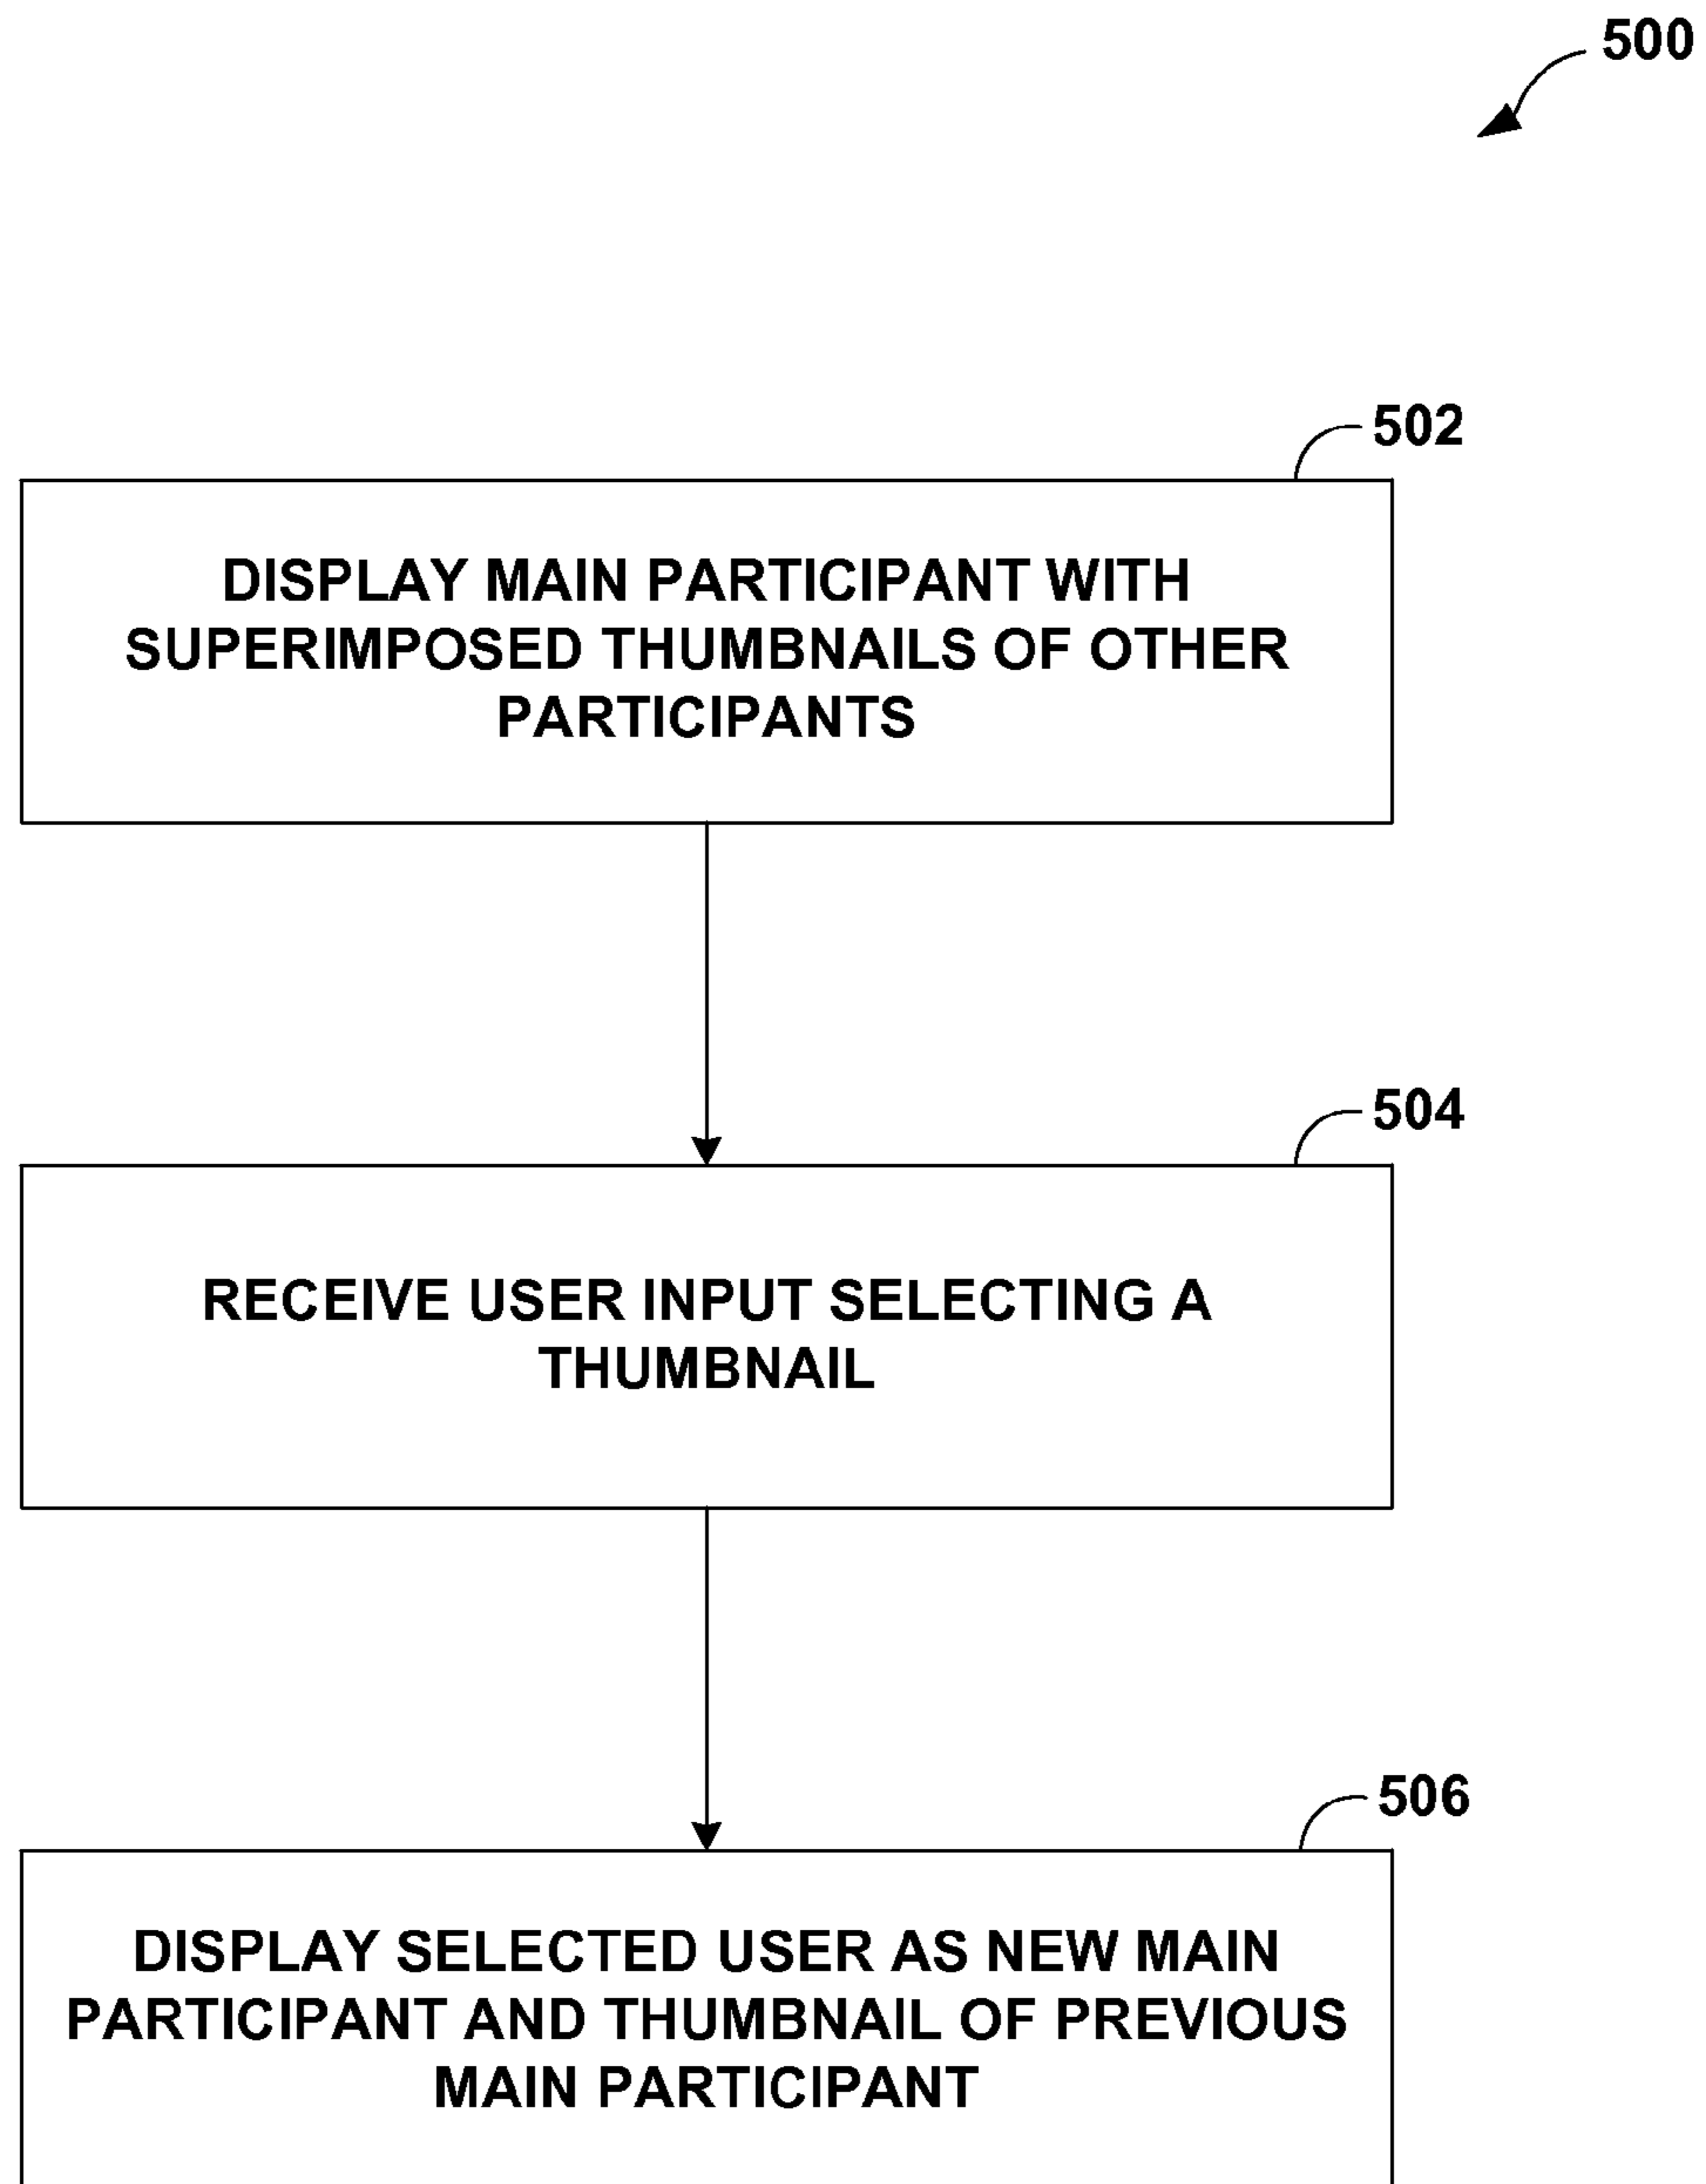 500
502
DISPLAY MAIN PARTICIPANT WITH
SUPERIMPOSED THUMBNAILS OF OTHER
PARTICIPANTS
504
RECEIVE USER INPUT SELECTING A
THUMBNAIL
506
DISPLAY SELECTED USER AS NEW MAIN
PARTICIPANT AND THUMBNAIL OF PREVIOUS
MAIN PARTICIPANT